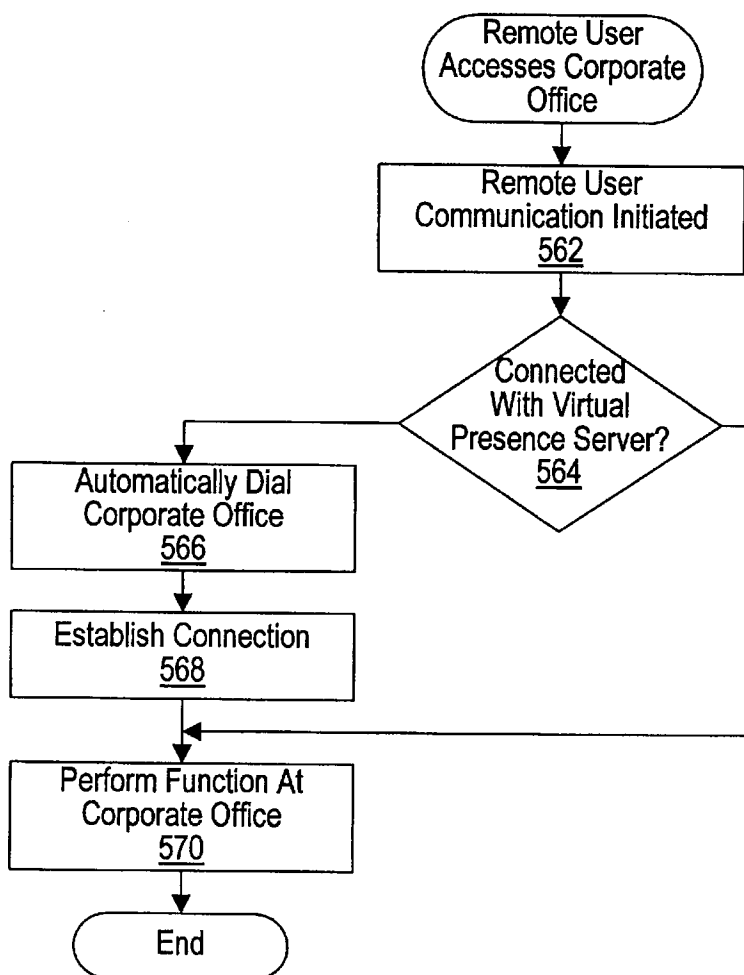 Remote User
Accesses Corporate
Office
Remote User
Communication Initiated
562
Connected
With Virtual
Presence Server?
564
Automatically Dial
Corporate Office
566
Establish Connection
568
Perform Function At
Corporate Office
570
End